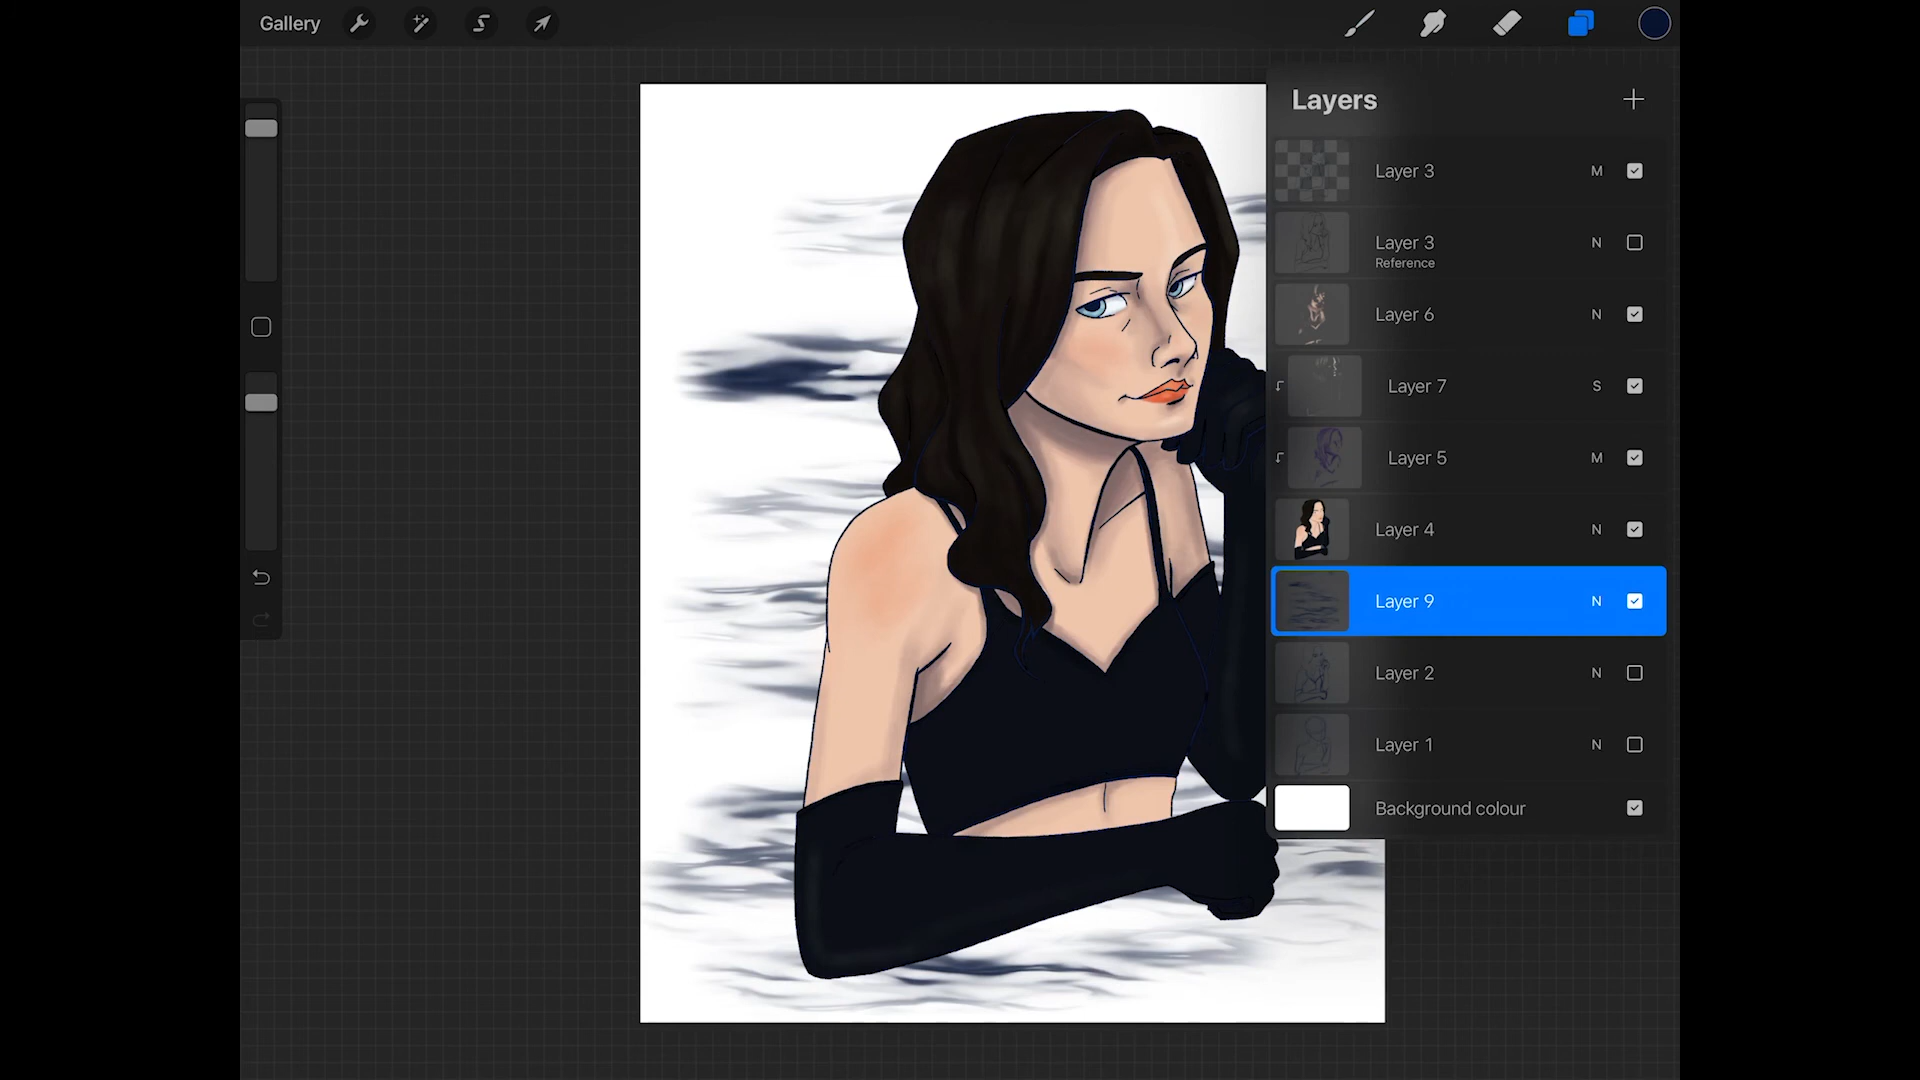 Gallery
Layers
Layer 3 M
Layer 3 N
Reference
Layer 6 N
Layer 7 S
Layer 5 M
Layer 4 N
Layer 9 N
Layer 2 N
Layer 1 N
Background colour